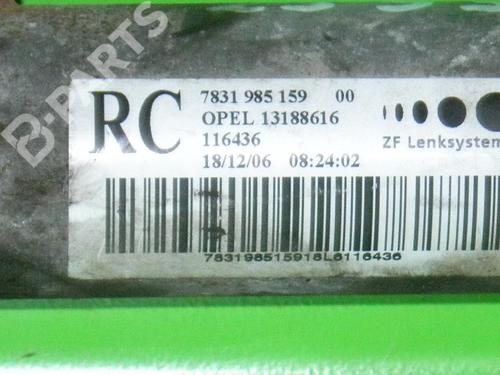 B-PARTS
RC
7831 985 159 00
OPEL 13188616
116436
18/12/06 08:24:02
ZF Lenksystem
783198515918L6116436